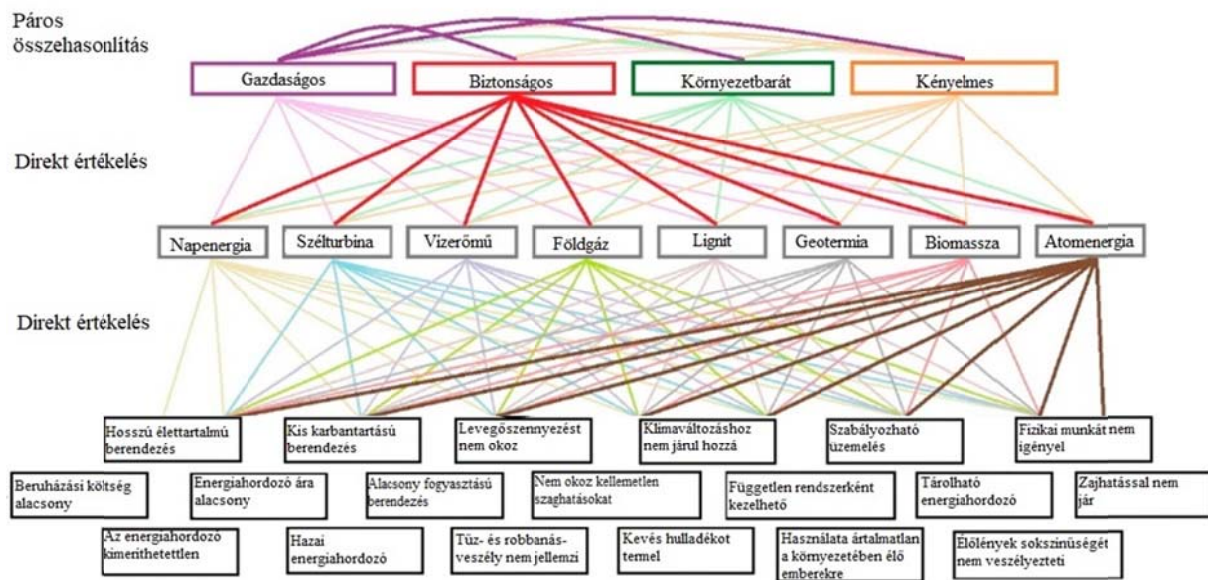 Páros
összehasonlítás
Gazdaságos
Biztonságos
Környezetbarát
Kényelmes
Direkt értékelés
Napenergia
Szélturbina
Vízerőmű
Földgáz
Lignit
Geotermia
Biomassza
Atomenergia
Direkt értékelés
Hosszú élettartalmú
berendezés
Kis karbantartású
berendezés
Levegőszennyezést
nem okoz
Klímaváltozáshoz
nem járul hozzá
Szabályozható
üzemelés
Fizikai munkát nem
igényel
Beruházási költség
alacsony
Energiahordozó ára
alacsony
Alacsony fogyasztású
berendezés
Nem okoz kellemetlen
szaghatásokat
Független rendszerként
kezelhető
Tárolható
energiahordozó
Zajhatással nem
jár
Az energiahordozó
kimeríthetettlen
Hazai
energiahordozó
Tűz- és robbanás-
veszély nem jellemzi
Kevés hulladékot
termel
Használata ártalmatlan
a környezetében élő
emberekre
Élőlények sokszínűségét
nem veszélyezteti